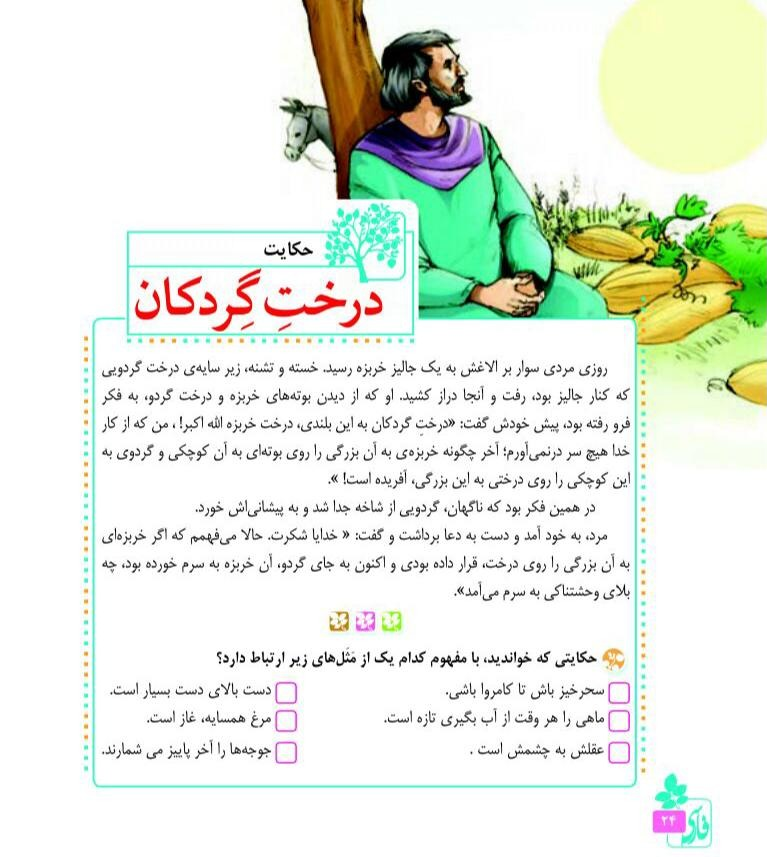 حکایت
درختِ گِردکان
روزی مردی سوار بر الاغش به یک جالیز خربزه رسید. خسته و تشنه، زیر سایه‌ی درخت گردویی
که کنار جالیز بود، رفت و آنجا دراز کشید. او که از دیدن بوته‌های خربزه و درخت گردو، به فکر
فرو رفته بود، پیش خودش گفت: «درختِ گردکان به این بلندی، درخت خربزه الله اکبر! ، من که از کار
خدا هیچ سر درنمی‌آورم؛ آخر چگونه خربزه‌ی به آن بزرگی را روی بوته‌ای به آن کوچکی و گردوی به
این کوچکی را روی درختی به این بزرگی، آفریده است! ».
در همین فکر بود که ناگهان، گردویی از شاخه جدا شد و به پیشانی‌اش خورد.
مرد، به خود آمد و دست به دعا برداشت و گفت: « خدایا شکرت. حالا می‌فهمم که اگر خربزه‌ای
به آن بزرگی را روی درخت، قرار داده بودی و اکنون به جای گردو، آن خربزه به سرم خورده بود، چه
بلای وحشتناکی به سرم می‌آمد».
حکایتی که خواندید، با مفهوم کدام یک از مَثَل‌های زیر ارتباط دارد؟
سحرخیز باش تا کامروا باشی. دست بالای دست بسیار است.
ماهی را هر وقت از آب بگیری تازه است. مرغ همسایه، غاز است.
عقلش به چشمش است . جوجه‌ها را آخر پاییز می شمارند.
فارسی
۲۴